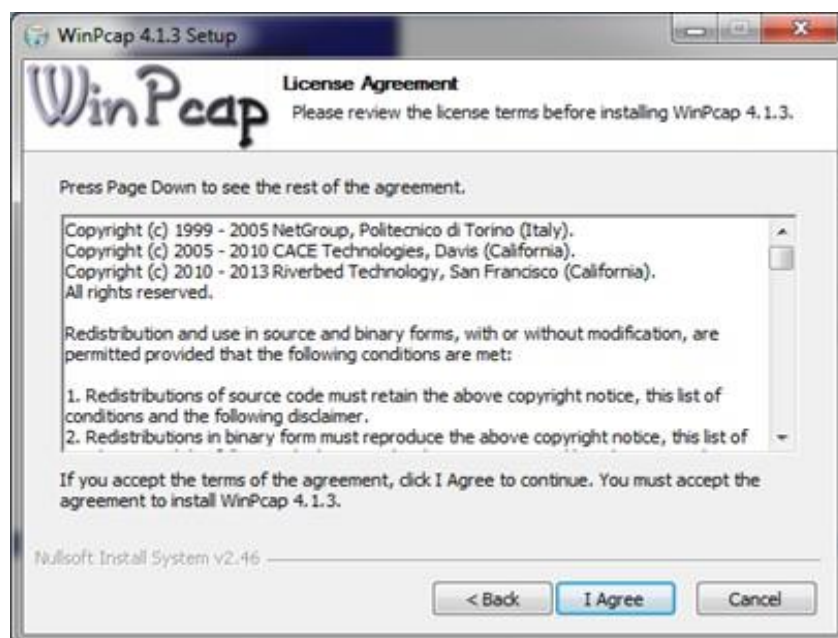 WinPcap 4.1.3 Setup
WinPcap
License Agreement
Please review the license terms before installing WinPcap 4.1.3.
Press Page Down to see the rest of the agreement.
Copyright (c) 1999 - 2005 NetGroup, Politecnico di Torino (Italy).
Copyright (c) 2005 - 2010 CACE Technologies, Davis (California).
Copyright (c) 2010 - 2013 Riverbed Technology, San Francisco (California).
All rights reserved.
Redistribution and use in source and binary forms, with or without modification, are
permitted provided that the following conditions are met:
1. Redistributions of source code must retain the above copyright notice, this list of
conditions and the following disclaimer.
2. Redistributions in binary form must reproduce the above copyright notice, this list of
If you accept the terms of the agreement, click I Agree to continue. You must accept the
agreement to install WinPcap 4.1.3.
Nullsoft Install System v2.46
< Back
I Agree
Cancel